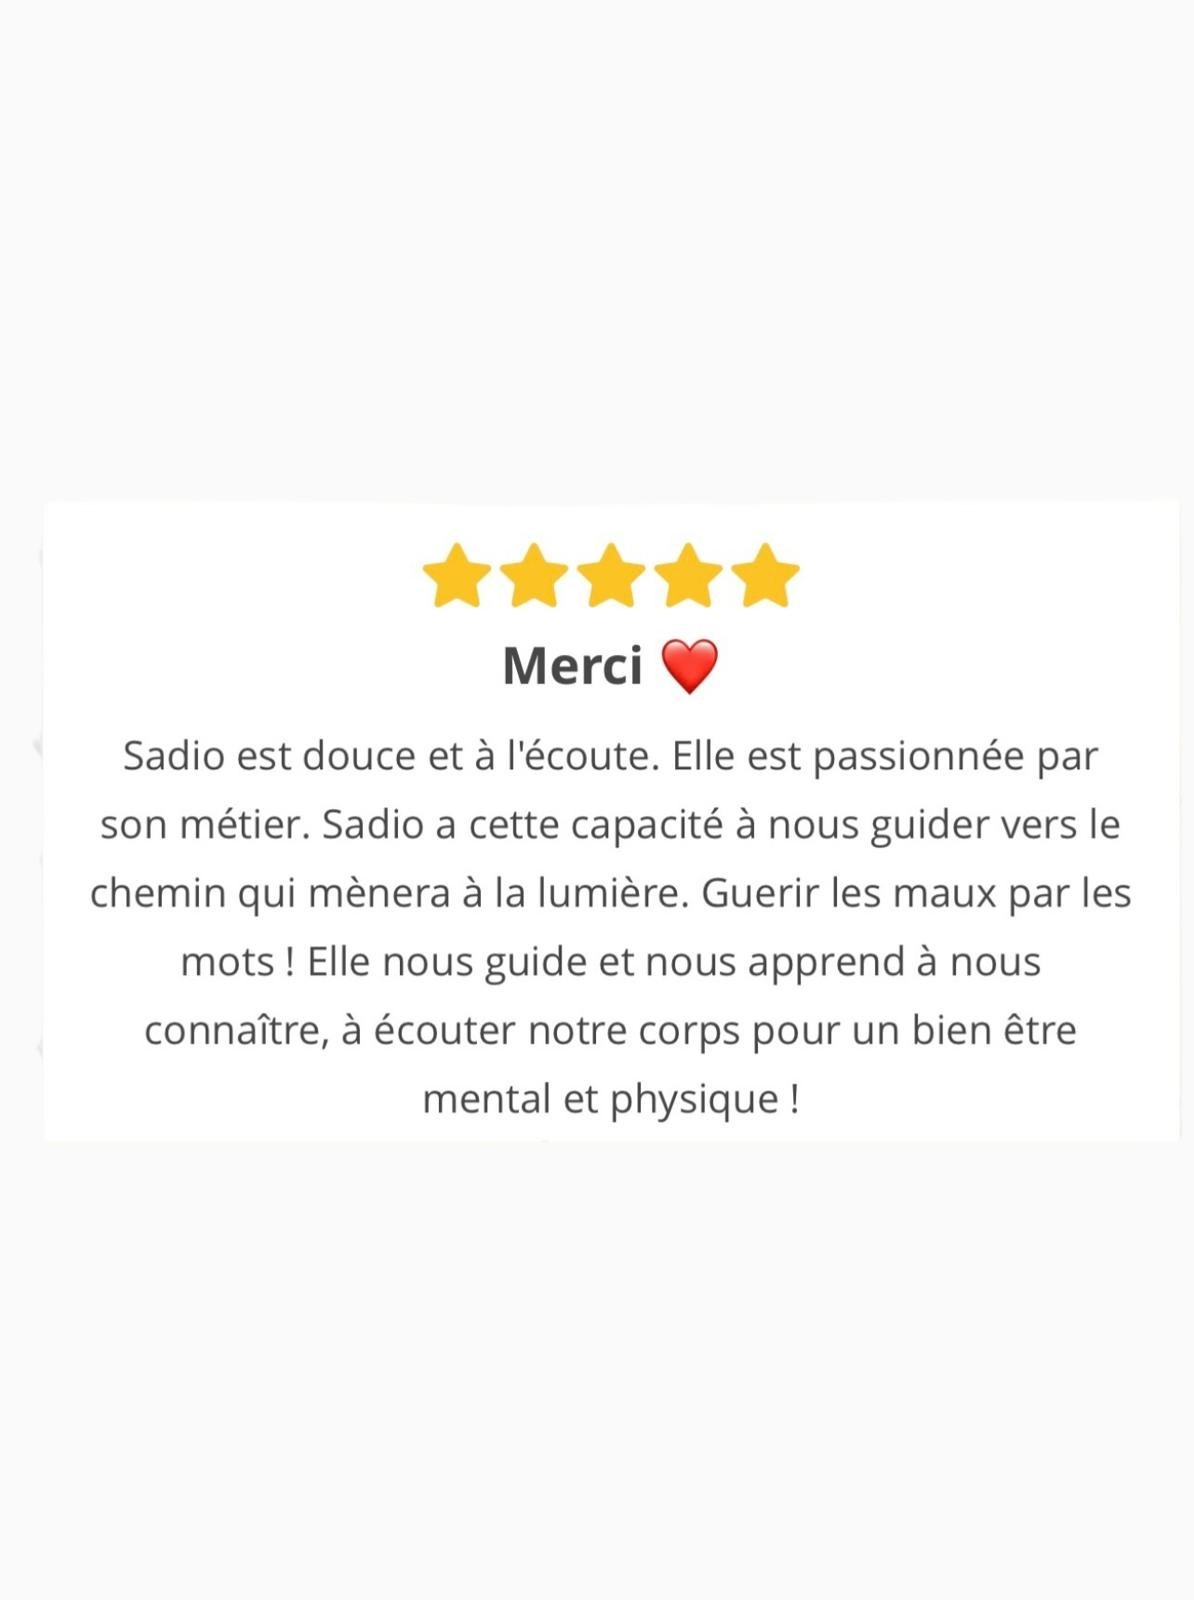 Merci ❤️
Sadio est douce et à l'écoute. Elle est passionnée par
son métier. Sadio a cette capacité à nous guider vers le
chemin qui mènera à la lumière. Guerir les maux par les
mots ! Elle nous guide et nous apprend à nous
connaître, à écouter notre corps pour un bien être
mental et physique !